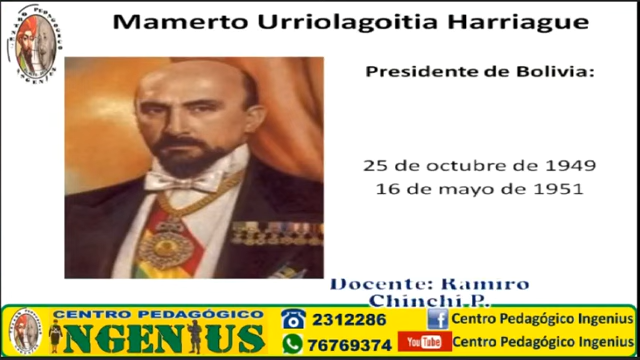 Mamerto Urriolagoitia Harriague
Presidente de Bolivia:
25 de octubre de 1949
16 de mayo de 1951
Docente: Ramiro
Chinchi P.
CENTRO PEDAGÓGICO
INGENIUS
2312286
76769374
Centro Pedagógico Ingenius
YouTube Centro Pedagógico Ingenius